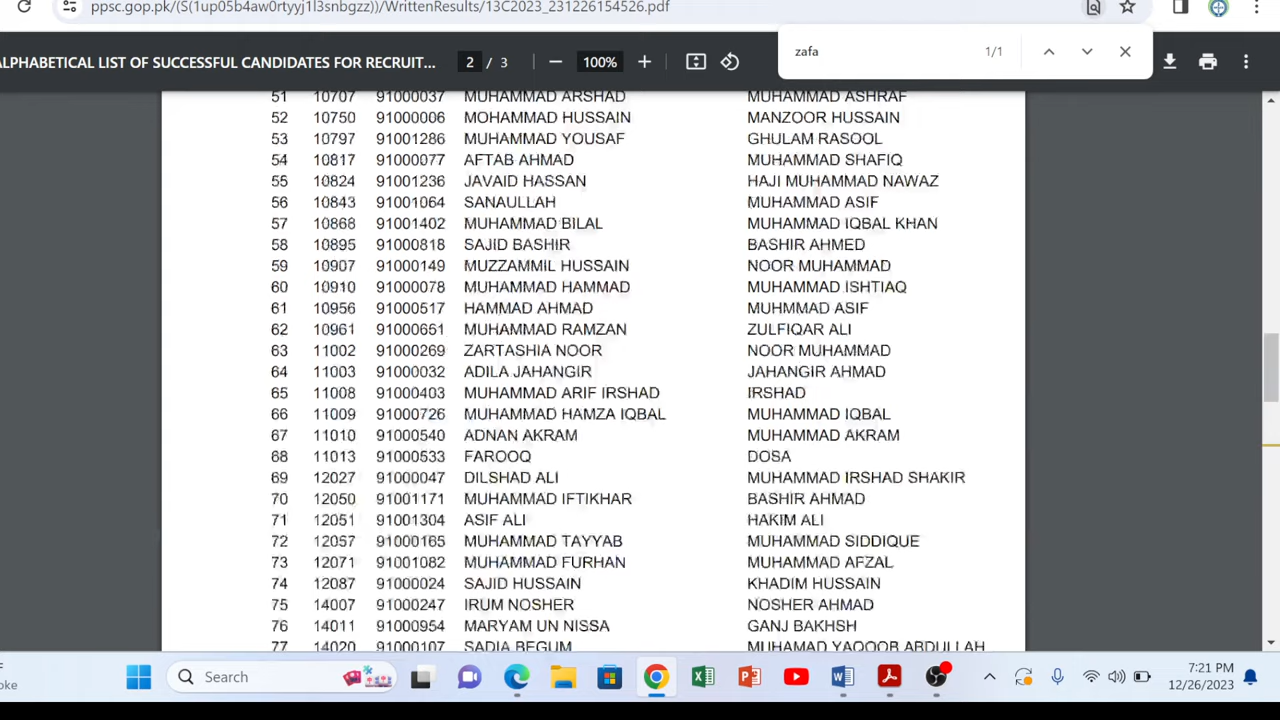 ppsc.gop.pk/(S(1up05b4aw0rtyyj1l3snbgzz))/WrittenResults/13C2023_231226154526.pdf
ALPHABETICAL LIST OF SUCCESSFUL CANDIDATES FOR RECRUIT... 2 / 3 100%
zafa 1/1
51 10707 91000037 MUHAMMAD ARSHAD MUHAMMAD ASHRAF
52 10750 91000006 MOHAMMAD HUSSAIN MANZOOR HUSSAIN
53 10797 91001286 MUHAMMAD YOUSAF GHULAM RASOOL
54 10817 91000077 AFTAB AHMAD MUHAMMAD SHAFIQ
55 10824 91001236 JAVAID HASSAN HAJI MUHAMMAD NAWAZ
56 10843 91001064 SANAULLAH MUHAMMAD ASIF
57 10868 91001402 MUHAMMAD BILAL MUHAMMAD IQBAL KHAN
58 10895 91000818 SAJID BASHIR BASHIR AHMED
59 10907 91000149 MUZZAMMIL HUSSAIN NOOR MUHAMMAD
60 10910 91000078 MUHAMMAD HAMMAD MUHAMMAD ISHTIAQ
61 10956 91000517 HAMMAD AHMAD MUHMMAD ASIF
62 10961 91000651 MUHAMMAD RAMZAN ZULFIQAR ALI
63 11002 91000269 ZARTASHIA NOOR NOOR MUHAMMAD
64 11003 91000032 ADILA JAHANGIR JAHANGIR AHMAD
65 11008 91000403 MUHAMMAD ARIF IRSHAD IRSHAD
66 11009 91000726 MUHAMMAD HAMZA IQBAL MUHAMMAD IQBAL
67 11010 91000540 ADNAN AKRAM MUHAMMAD AKRAM
68 11013 91000533 FAROOQ DOSA
69 12027 91000047 DILSHAD ALI MUHAMMAD IRSHAD SHAKIR
70 12050 91001171 MUHAMMAD IFTIKHAR BASHIR AHMAD
71 12051 91001304 ASIF ALI HAKIM ALI
72 12057 91000165 MUHAMMAD TAYYAB MUHAMMAD SIDDIQUE
73 12071 91001082 MUHAMMAD FURHAN MUHAMMAD AFZAL
74 12087 91000024 SAJID HUSSAIN KHADIM HUSSAIN
75 14007 91000247 IRUM NOSHER NOSHER AHMAD
76 14011 91000954 MARYAM UN NISSA GANJ BAKHSH
77 14020 91000107 SADIA BEGUM MUHAMAD YAQOOB ABDULLAH
Search
7:21 PM
12/26/2023